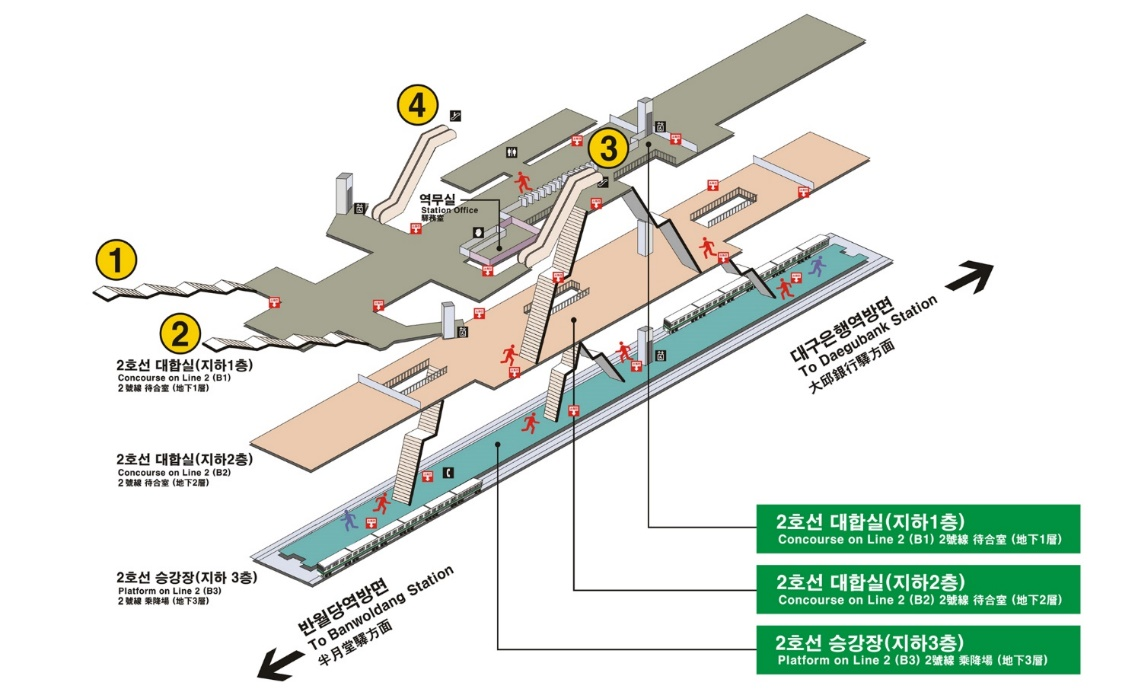 4
3
역무실
Station Office
驛務室
1
2
2호선 대합실(지하1층)
Concourse on Line 2 (B1)
2號線 待合室 (地下1層)
2호선 대합실(지하2층)
Concourse on Line 2 (B2)
2號線 待合室 (地下2層)
2호선 승강장(지하 3층)
Platform on Line 2 (B3)
2號線 乘降場 (地下3層)
대구은행역방면
To Daegubank Station
大邱銀行驛方面
반월당역방면
To Banwoldang Station
半月堂驛方面
2호선 대합실(지하1층)
Concourse on Line 2 (B1) 2號線 待合室 (地下1層)
2호선 대합실(지하2층)
Concourse on Line 2 (B2) 2號線 待合室 (地下2層)
2호선 승강장(지하3층)
Platform on Line 2 (B3) 2號線 乘降場 (地下3層)